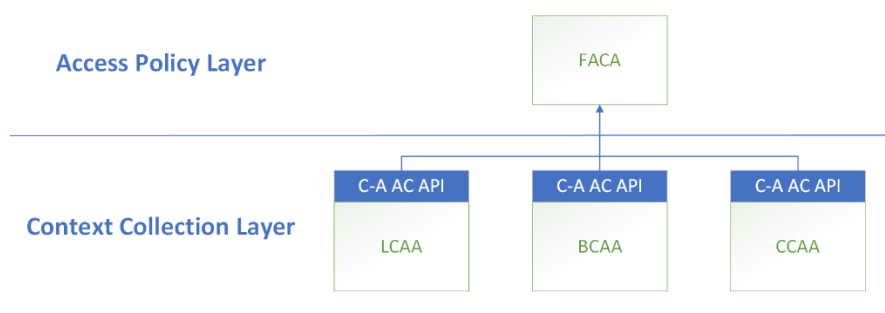 Access Policy Layer
FACA
C-A AC API
C-A AC API
C-A AC API
Context Collection Layer
LCAA
BCAA
CCAA